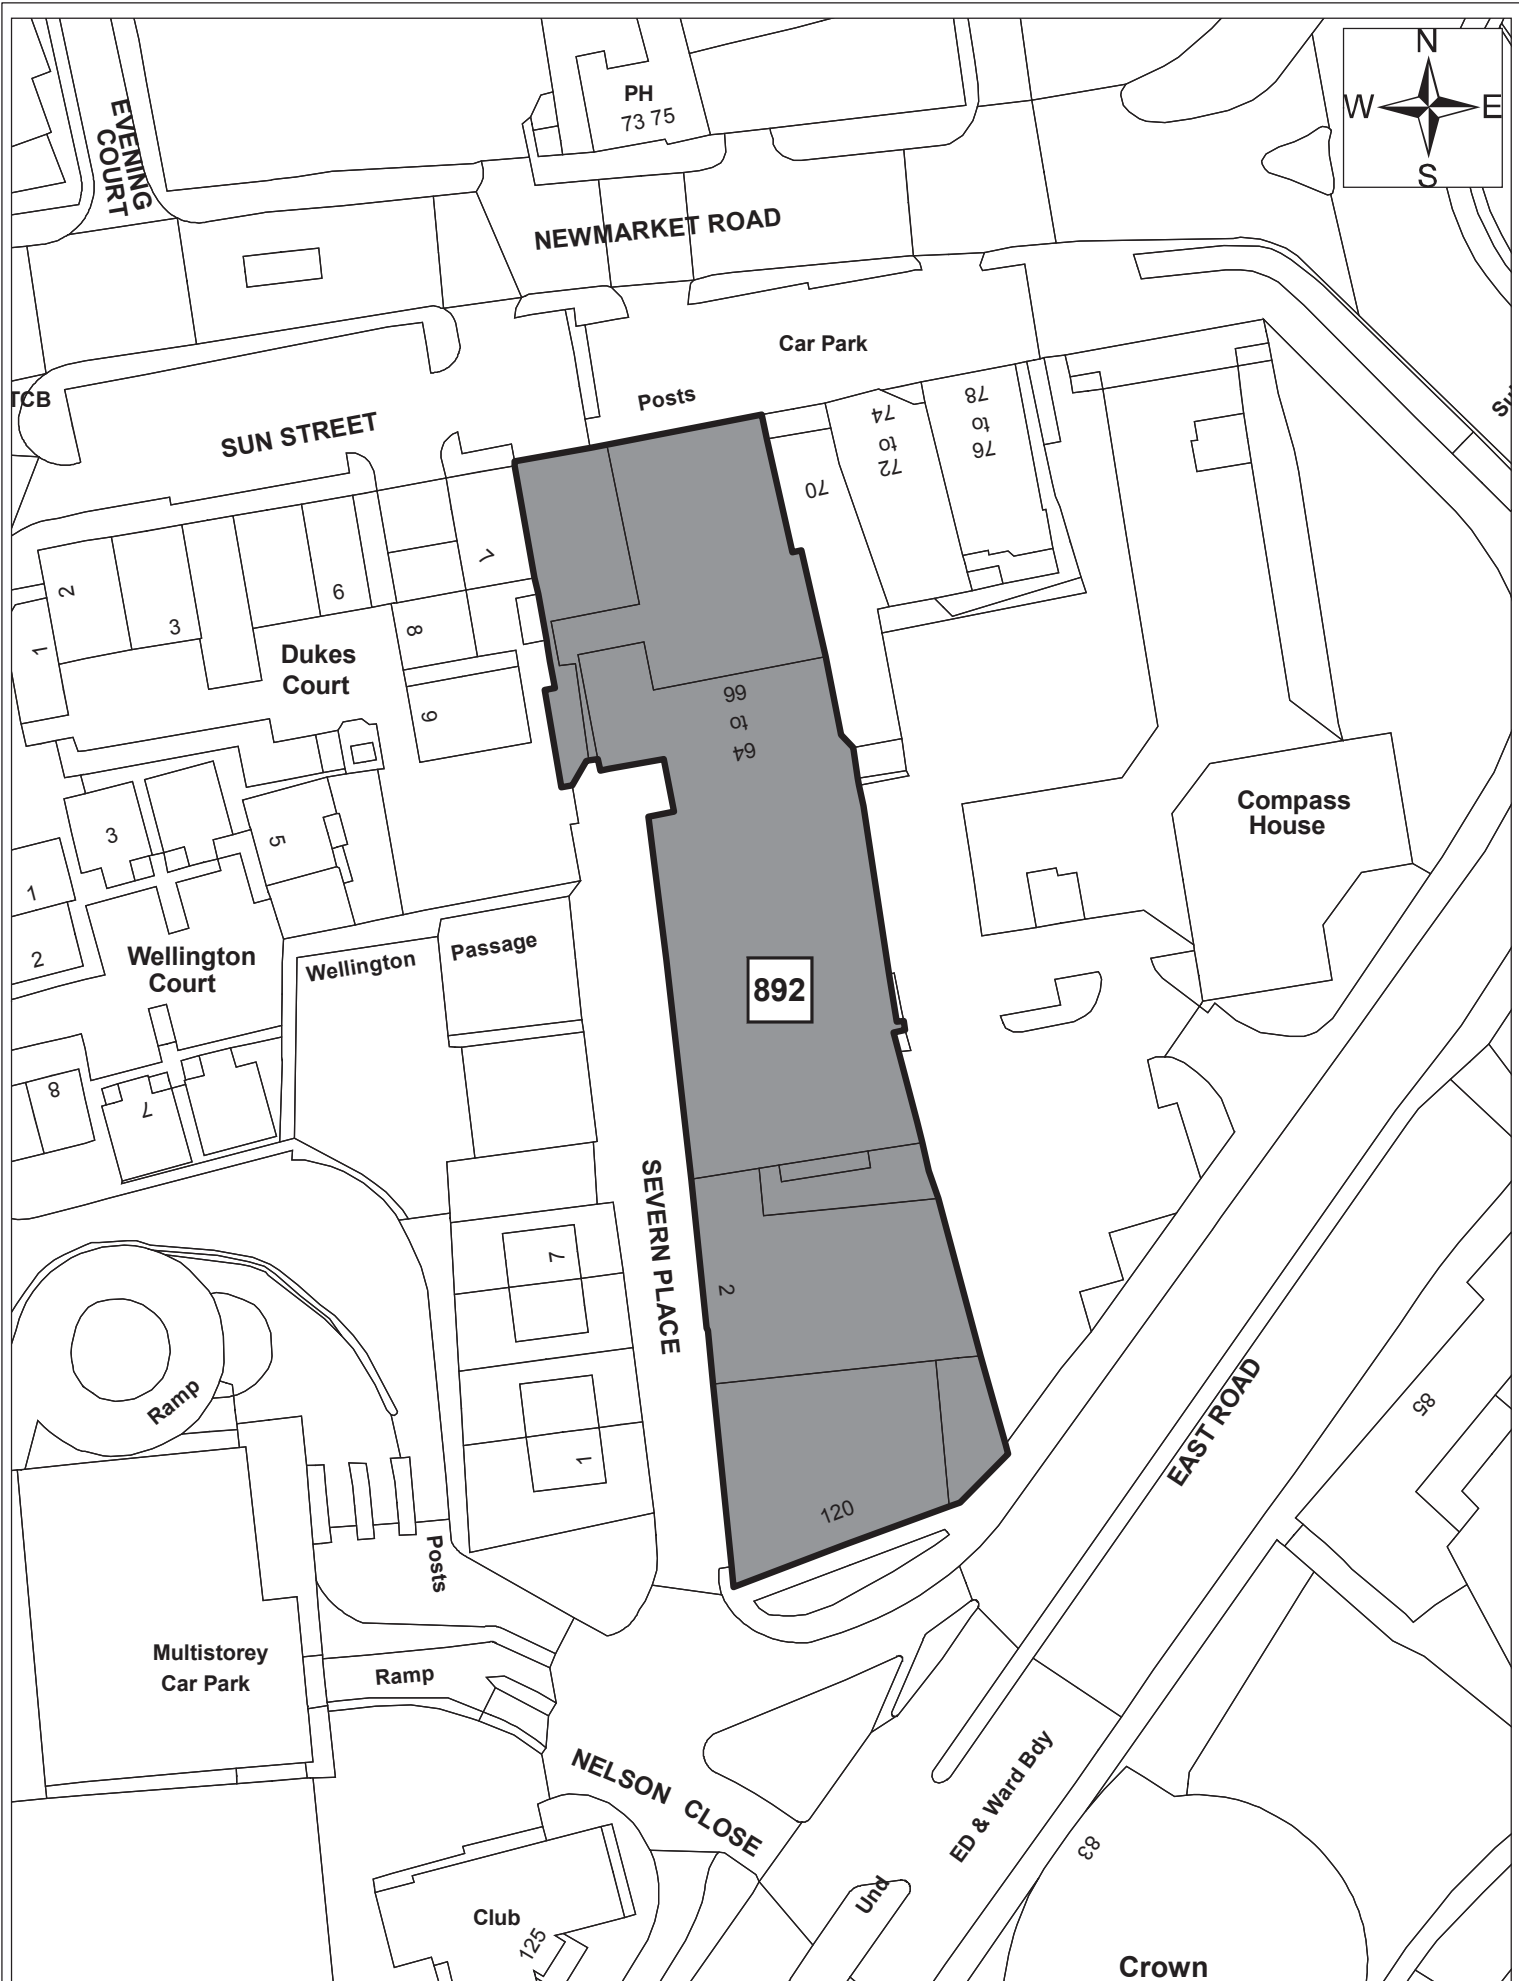 N
W E
S
PH
73 75
EVENING
COURT
NEWMARKET ROAD
Car Park
TCB
Posts
SUN STREET
78
to
76
74
to
72
70
7
2
3
6
8
1
Dukes
Court
9
66
to
64
Compass
House
3
5
1
2
Wellington
Court
Wellington Passage
892
8
7
SEVERN PLACE
7
2
Ramp
1
120
EAST ROAD
85
Posts
Multistorey
Car Park
Ramp
NELSON CLOSE
ED & Ward Bdy
Und
83
Club
125
Crown